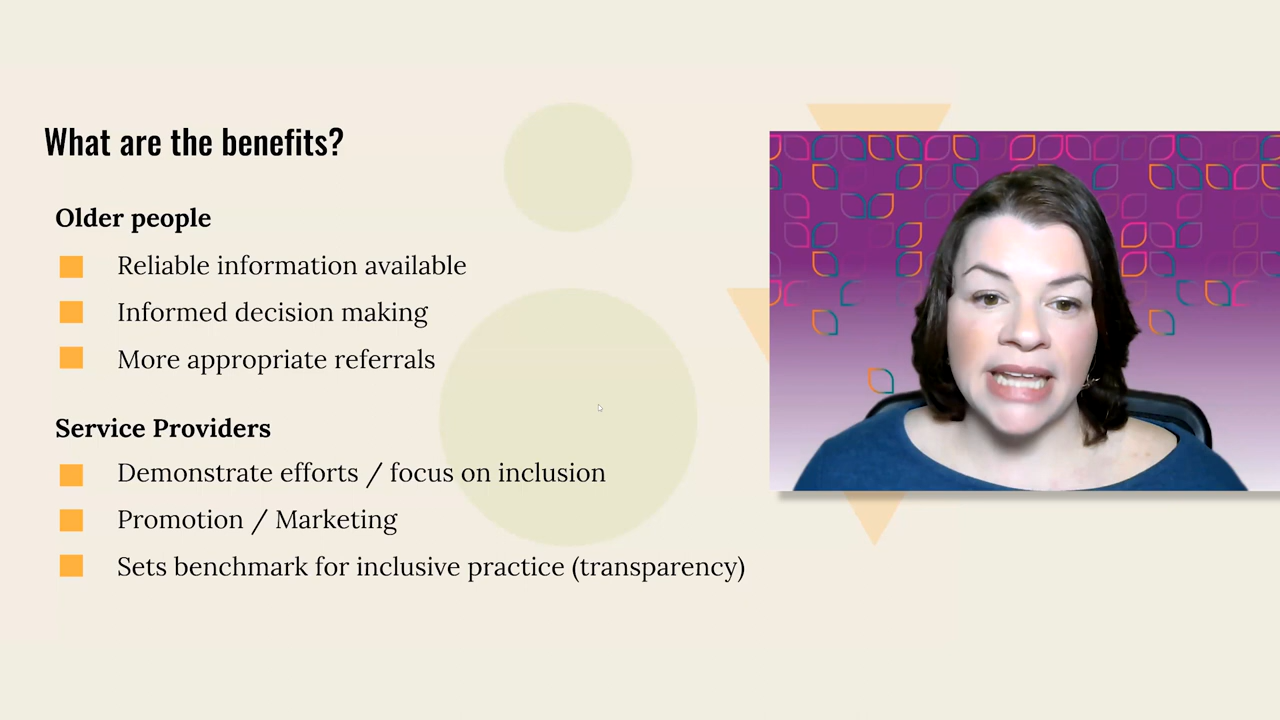 What are the benefits?
Older people
Reliable information available
Informed decision making
More appropriate referrals
Service Providers
Demonstrate efforts / focus on inclusion
Promotion / Marketing
Sets benchmark for inclusive practice (transparency)